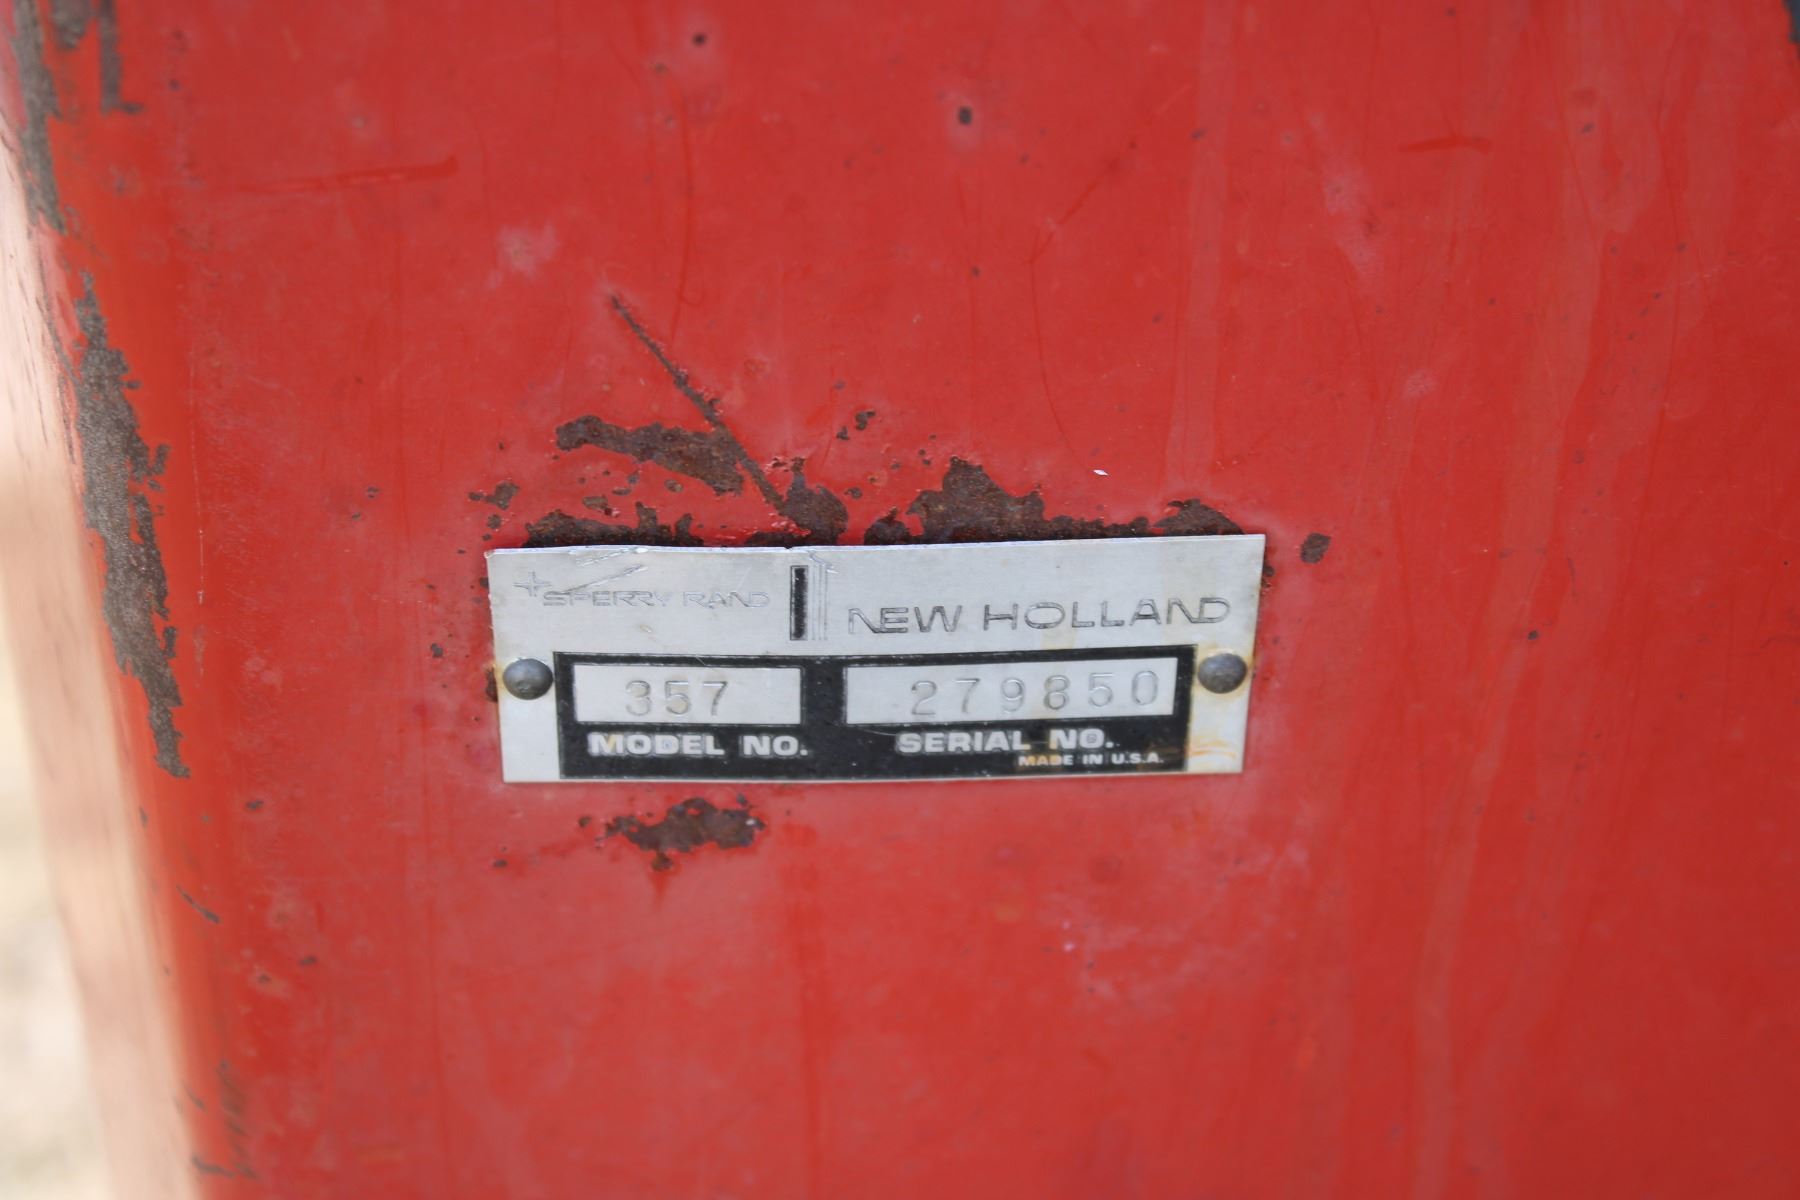 SPERRY RAND NEW HOLLAND
357 279850
MODEL NO. SERIAL NO.
MADE IN U.S.A.